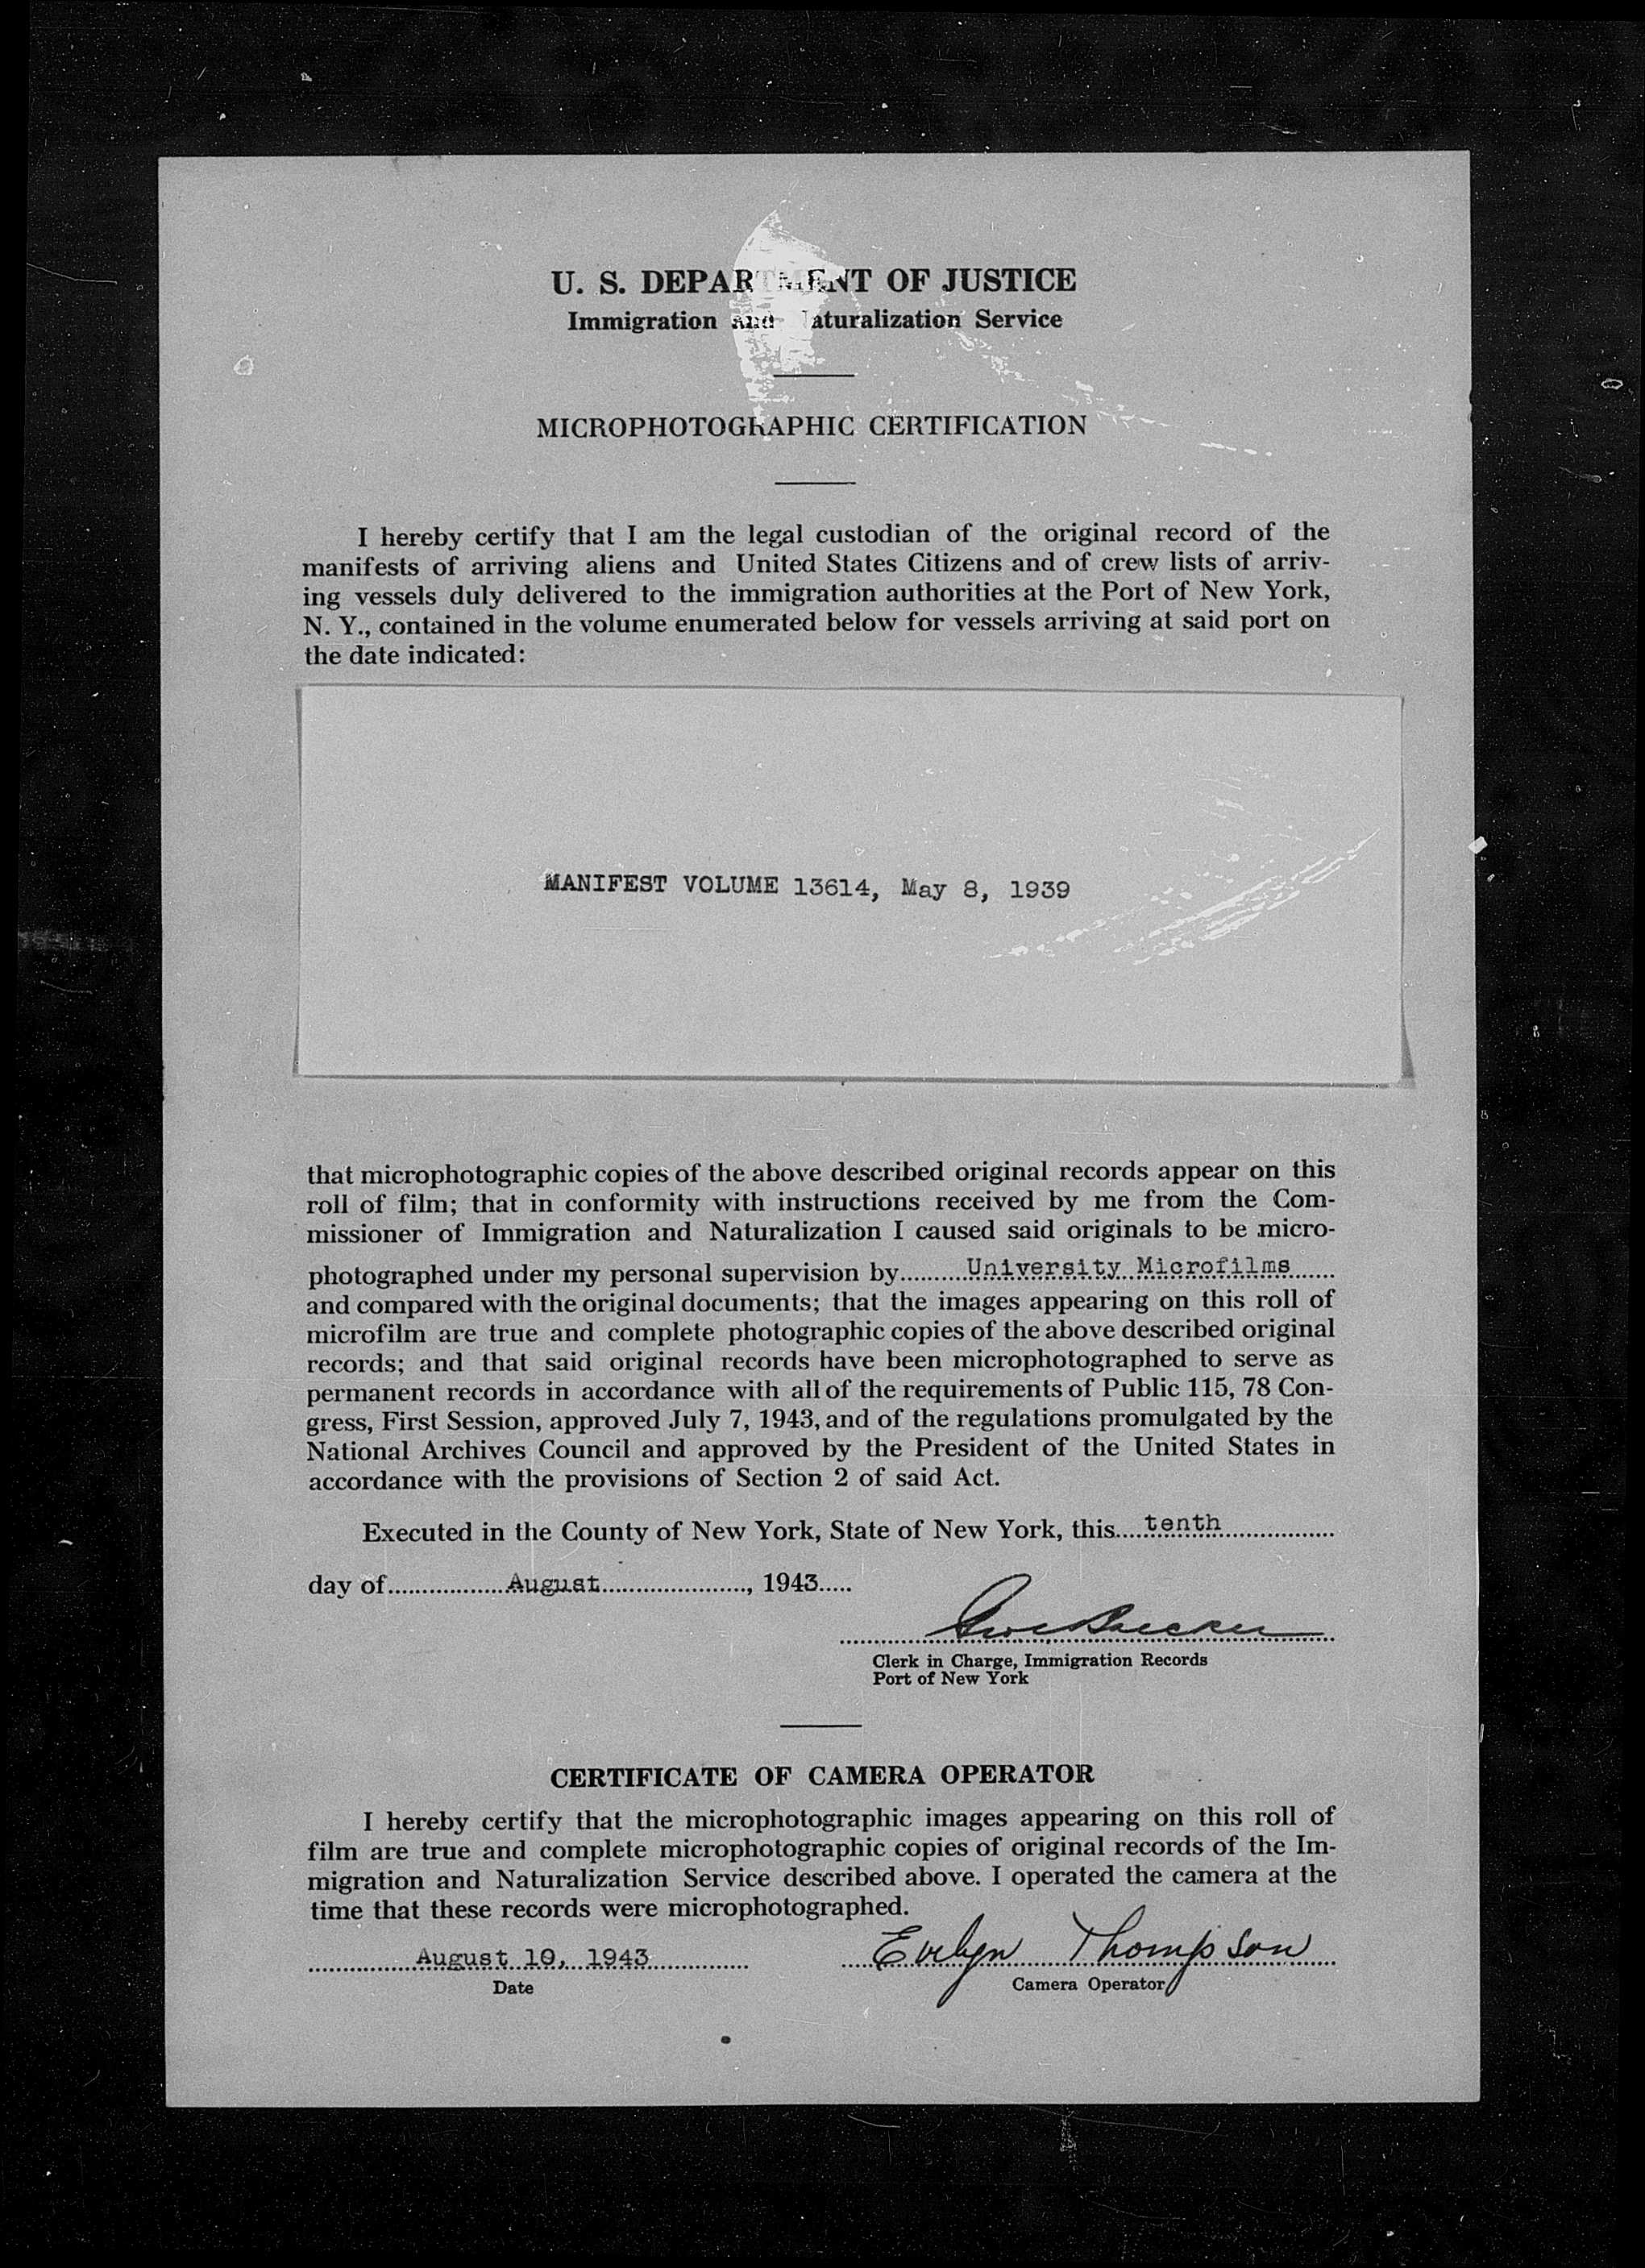 U. S. DEPARTMENT OF JUSTICE
Immigration and Naturalization Service
MICROPHOTOGRAPHIC CERTIFICATION
I hereby certify that I am the legal custodian of the original record of the
manifests of arriving aliens and United States Citizens and of crew lists of arriv-
ing vessels duly delivered to the immigration authorities at the Port of New York,
N. Y., contained in the volume enumerated below for vessels arriving at said port on
the date indicated:
MANIFEST VOLUME 13614, May 8, 1939
that microphotographic copies of the above described original records appear on this
roll of film; that in conformity with instructions received by me from the Com-
missioner of Immigration and Naturalization I caused said originals to be micro-
photographed under my personal supervision by University Microfilms
and compared with the original documents; that the images appearing on this roll of
microfilm are true and complete photographic copies of the above described original
records; and that said original records have been microphotographed to serve as
permanent records in accordance with all of the requirements of Public 115, 78 Con-
gress, First Session, approved July 7, 1943, and of the regulations promulgated by the
National Archives Council and approved by the President of the United States in
accordance with the provisions of Section 2 of said Act.
Executed in the County of New York, State of New York, this tenth
day of August, 1943
Clerk in Charge, Immigration Records
Port of New York
CERTIFICATE OF CAMERA OPERATOR
I hereby certify that the microphotographic images appearing on this roll of
film are true and complete microphotographic copies of original records of the Im-
migration and Naturalization Service described above. I operated the camera at the
time that these records were microphotographed.
August 10, 1943 Evelyn Thompson
Date Camera Operator